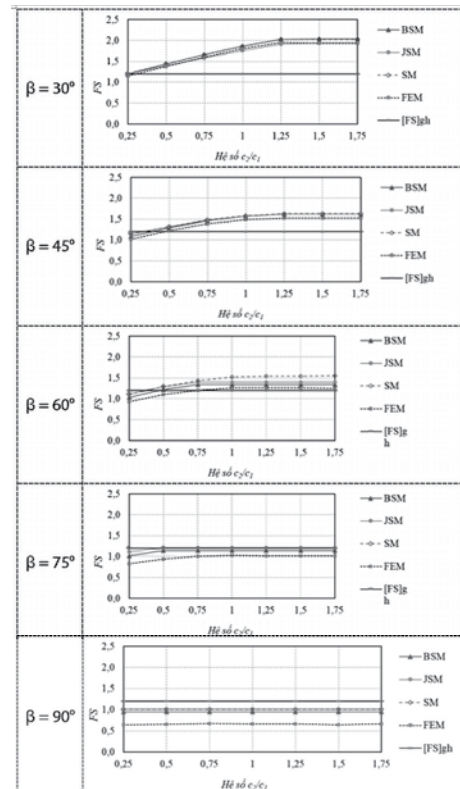 β = 30°
FS
2,5
2,0
1,5
1,0
0,5
0,0
0,25 0,5 0,75 1 1,25 1,5 1,75
Hệ số c₂/c₁
BSM
JSM
SM
FEM
[FS]gh
β = 45°
FS
2,5
2,0
1,5
1,0
0,5
0,0
0,25 0,5 0,75 1 1,25 1,5 1,75
Hệ số c₂/c₁
BSM
JSM
SM
FEM
[FS]gh
β = 60°
FS
2,5
2,0
1,5
1,0
0,5
0,0
0,25 0,5 0,75 1 1,25 1,5 1,75
Hệ số c₂/c₁
BSM
JSM
SM
FEM
[FS]g
h
β = 75°
FS
2,5
2,0
1,5
1,0
0,5
0,0
0,25 0,5 0,75 1 1,25 1,5 1,75
Hệ số c₂/c₁
BSM
JSM
SM
FEM
[FS]g
h
β = 90°
FS
2,5
2,0
1,5
1,0
0,5
0,0
0,25 0,5 0,75 1 1,25 1,5 1,75
Hệ số c₂/c₁
BSM
JSM
SM
FEM
[FS]gh